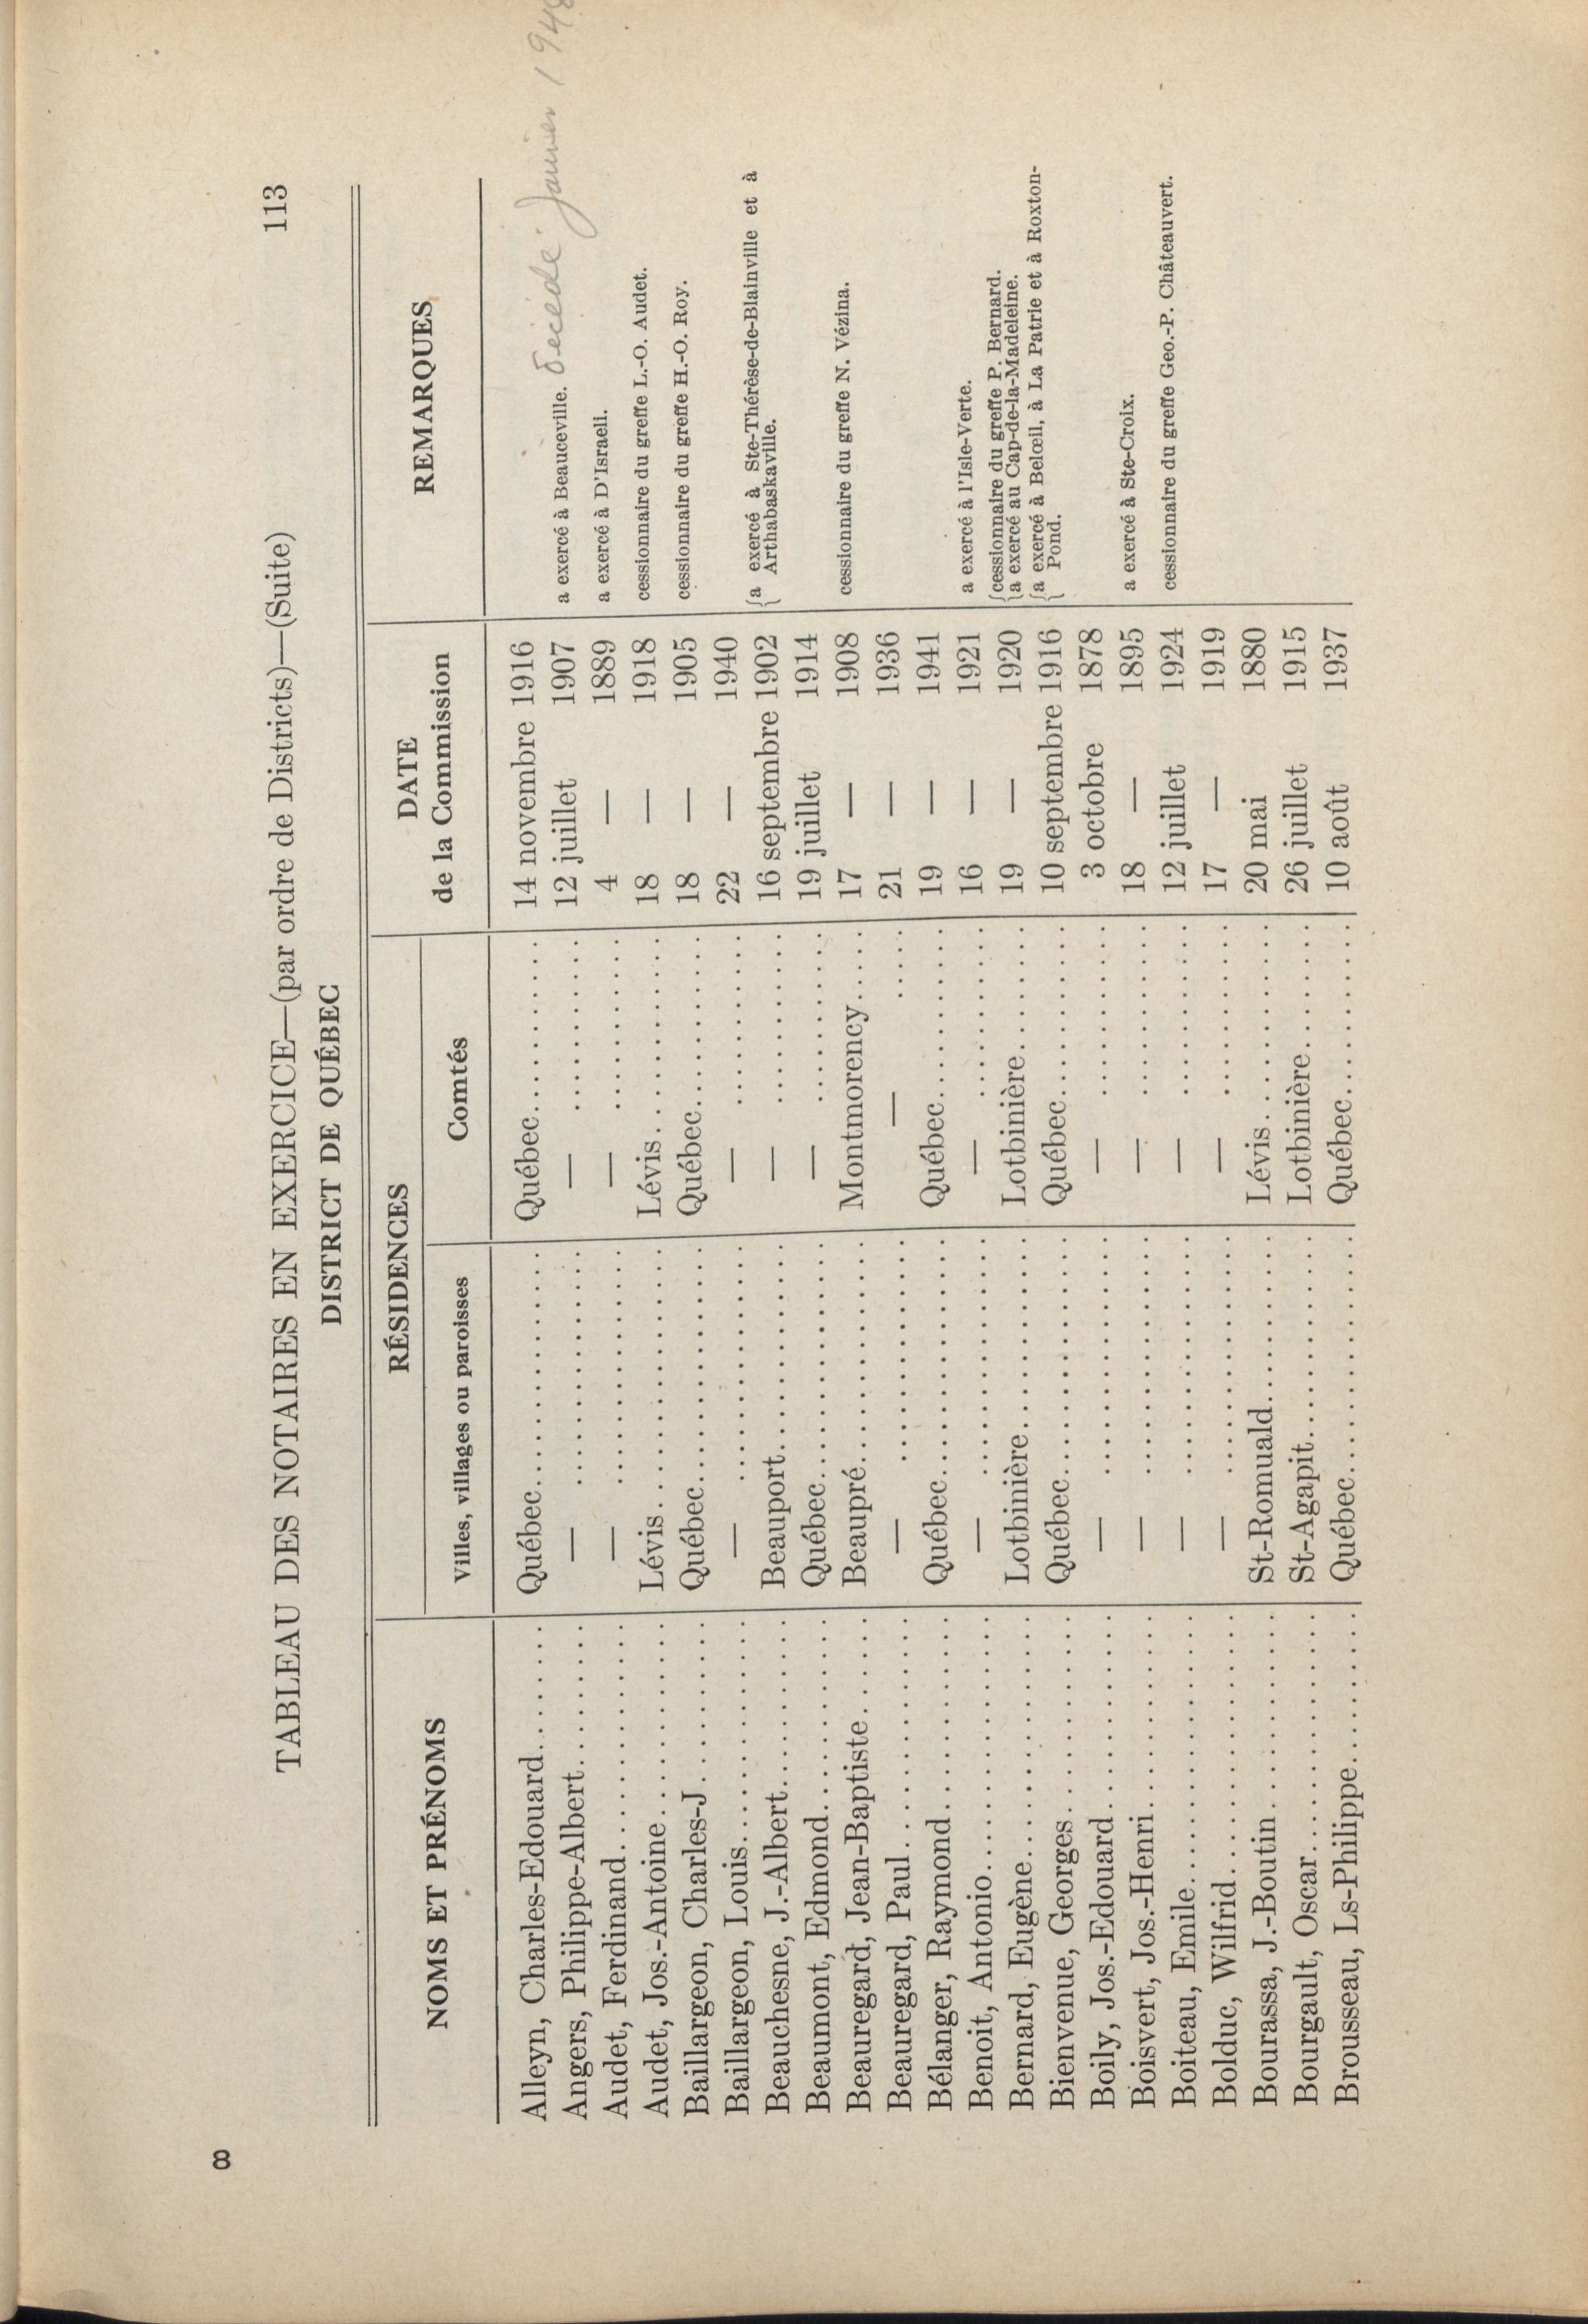 TABLEAU DES NOTAIRES EN EXERCICE—(par ordre de Districts)—(Suite) 113
DISTRICT DE QUÉBEC
NOMS ET PRÉNOMS RÉSIDENCES DATE de la Commission REMARQUES
Villes, villages ou paroisses Comtés
Alleyn, Charles-Edouard........ Québec............ Québec.......... 14 novembre 1916
Angers, Philippe-Albert........ — ............ — .......... 12 juillet 1907 a exercé à Beauceville. décédé Janvier 1948
Audet, Ferdinand............ — ............ — .......... 4 — 1889 a exercé à D'Israeli.
Audet, Jos.-Antoine.......... Lévis............ Lévis.......... 18 — 1918 cessionnaire du greffe L.-O. Audet.
Baillargeon, Charles-J.......... Québec............ Québec.......... 18 — 1905 cessionnaire du greffe H.-O. Roy.
Baillargeon, Louis............ — ............ — .......... 22 — 1940
Beauchesne, J.-Albert.......... Beauport............ — .......... 16 septembre 1902 {a exercé à Ste-Thérèse-de-Blainville et à
Arthabaskaville.
Beaumont, Edmond.......... Québec............ — .......... 19 juillet 1914
Beauregard, Jean-Baptiste...... Beaupré............ Montmorency..... 17 — 1908 cessionnaire du greffe N. Vézina.
Beauregard, Paul............ — ............ — ..... 21 — 1936
Bélanger, Raymond.......... Québec............ Québec.......... 19 — 1941
Benoit, Antonio............ — ............ — .......... 16 — 1921 a exercé à l'Isle-Verte.
Bernard, Eugène............ Lotbinière............ Lotbinière........ 19 — 1920 {cessionnaire du greffe P. Bernard.
{a exercé au Cap-de-la-Madeleine.
Bienvenue, Georges.......... Québec............ Québec.......... 10 septembre 1916 {a exercé à Belœil, à La Patrie et à Roxton-
Pond.
Boily, Jos.-Edouard.......... — ............ — .......... 3 octobre 1878
Boisvert, Jos.-Henri.......... — ............ — .......... 18 — 1895 a exercé à Ste-Croix.
Boiteau, Emile............ — ............ — .......... 12 juillet 1924 cessionnaire du greffe Geo.-P. Châteauvert.
Bolduc, Wilfrid............ — ............ — .......... 17 — 1919
Bourassa, J.-Boutin.......... St-Romuald.......... Lévis.......... 20 mai 1880
Bourgault, Oscar............ St-Agapit.......... Lotbinière........ 26 juillet 1915
Brousseau, Ls-Philippe........ Québec............ Québec.......... 10 août 1937
8